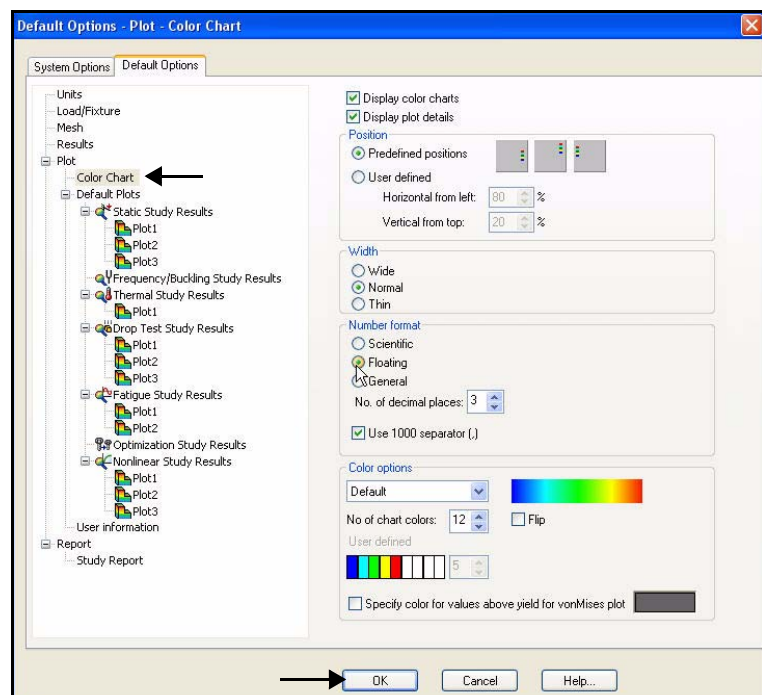 Default Options - Plot - Color Chart
System Options
Default Options
Units
Load/Fixture
Mesh
Results
Plot
Color Chart
Default Plots
Static Study Results
Plot1
Plot2
Plot3
Frequency/Buckling Study Results
Thermal Study Results
Plot1
Drop Test Study Results
Plot1
Plot2
Plot3
Fatigue Study Results
Plot1
Plot2
Optimization Study Results
Nonlinear Study Results
Plot1
Plot2
Plot3
User information
Report
Study Report
Display color charts
Display plot details
Position
Predefined positions
User defined
Horizontal from left: 80 %
Vertical from top: 20 %
Width
Wide
Normal
Thin
Number format
Scientific
Floating
General
No. of decimal places: 3
Use 1000 separator (,)
Color options
Default
No of chart colors: 12
Flip
User defined
5
Specify color for values above yield for vonMises plot
OK
Cancel
Help...